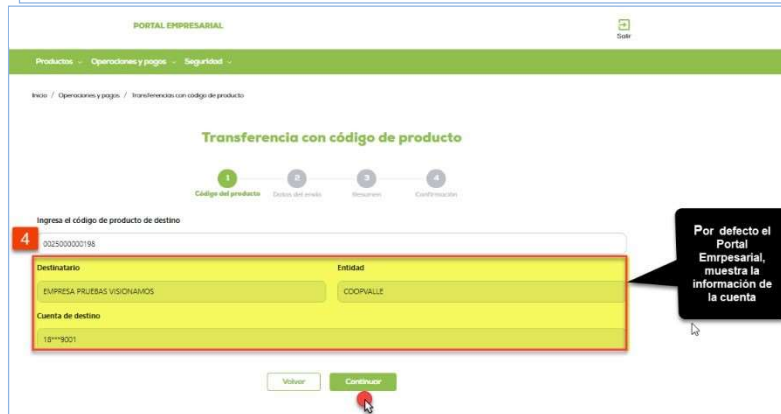 PORTAL EMPRESARIAL
Salir
Productos Operaciones y pagos Seguridad
Inicio / Operaciones y pagos / Transferencias con código de producto
Transferencia con código de producto
1 2 3 4
Código del producto Datos del envío Resumen Confirmación
Ingresa el código de producto de destino
4
0025000000198
Destinatario Entidad
EMPRESA PRUEBAS VISIONAMOS COOPVALLE
Cuenta de destino
18***9001
Por defecto el
Portal
Emrpesarial,
muestra la
información de
la cuenta
Volver Continuar